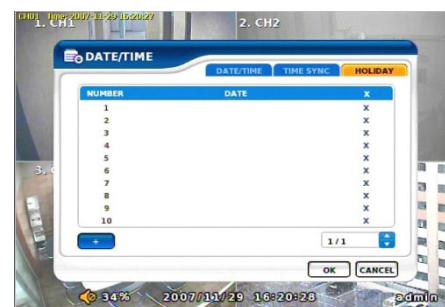 CH01 Time:2007-11-29 16:20:27
1. CH1 2. CH2
DATE/TIME
DATE/TIME TIME SYNC HOLIDAY
NUMBER DATE X
1 X
2 X
3 X
4 X
5 X
6 X
7 X
8 X
9 X
10 X
3.
+ 1/1
OK CANCEL
34% 2007/11/29 16:20:28 admin